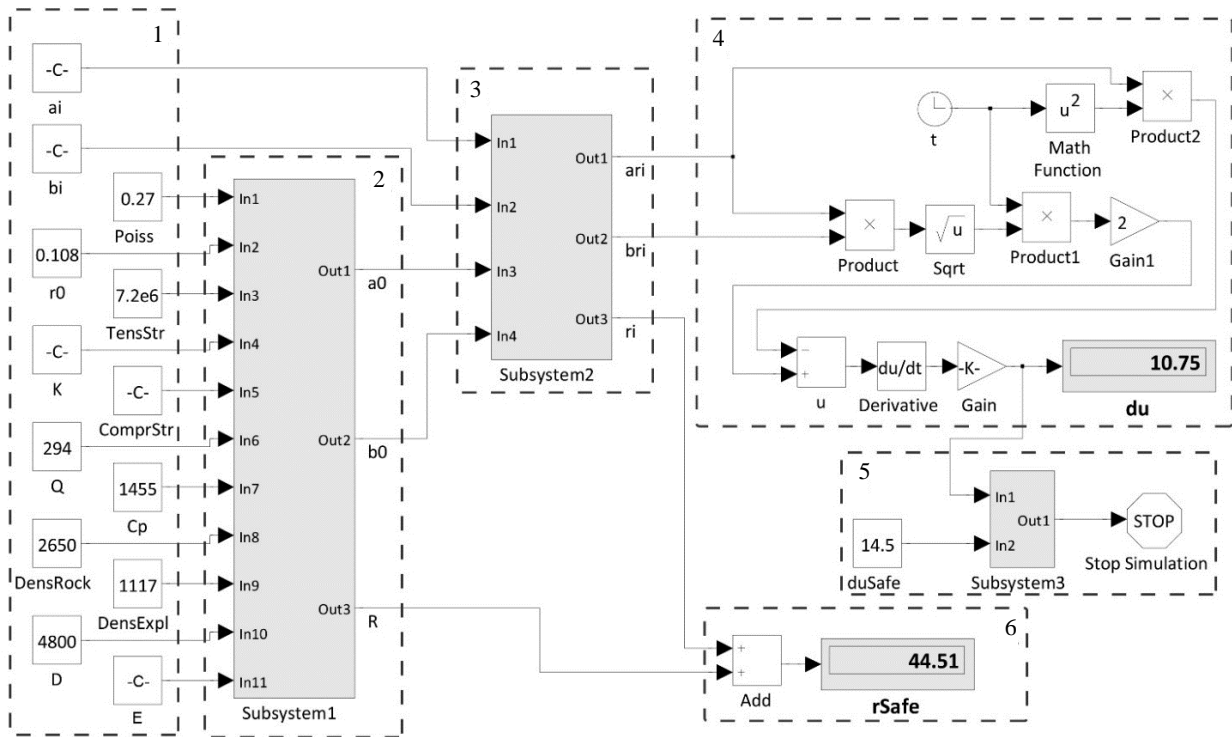 1
-C-
ai
-C-
bi
0.27
Poiss
0.108
r0
7.2e6
TensStr
-C-
K
-C-
ComprStr
294
Q
1455
Cp
2650
DensRock
1117
DensExpl
4800
D
-C-
E
2
In1
In2
In3
In4
In5
In6
In7
In8
In9
In10
In11
Out1
Out2
Out3
Subsystem1
a0
b0
R
3
In1
In2
In3
In4
Out1
Out2
Out3
Subsystem2
ari
bri
ri
4
t
u²
Math
Function
×
Product2
×
Product
√u
Sqrt
×
Product1
2
Gain1
−
+
u
du/dt
Derivative
-K-
Gain
10.75
du
5
14.5
duSafe
In1
In2
Out1
Subsystem3
STOP
Stop Simulation
6
+
+
Add
44.51
rSafe